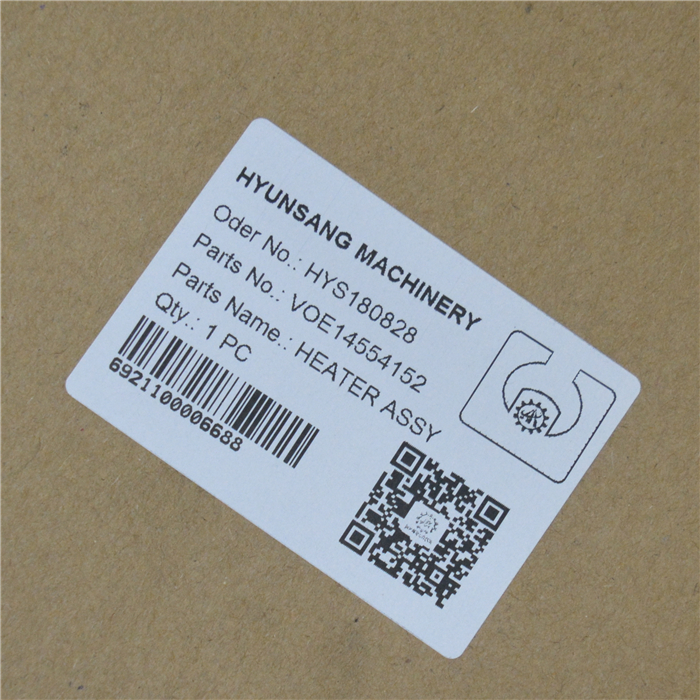 HYUNSANG MACHINERY
Oder No.: HYS180828
Parts No.: VOE14554152
Parts Name.: HEATER ASSY
Qty.: 1 PC
6921100006688